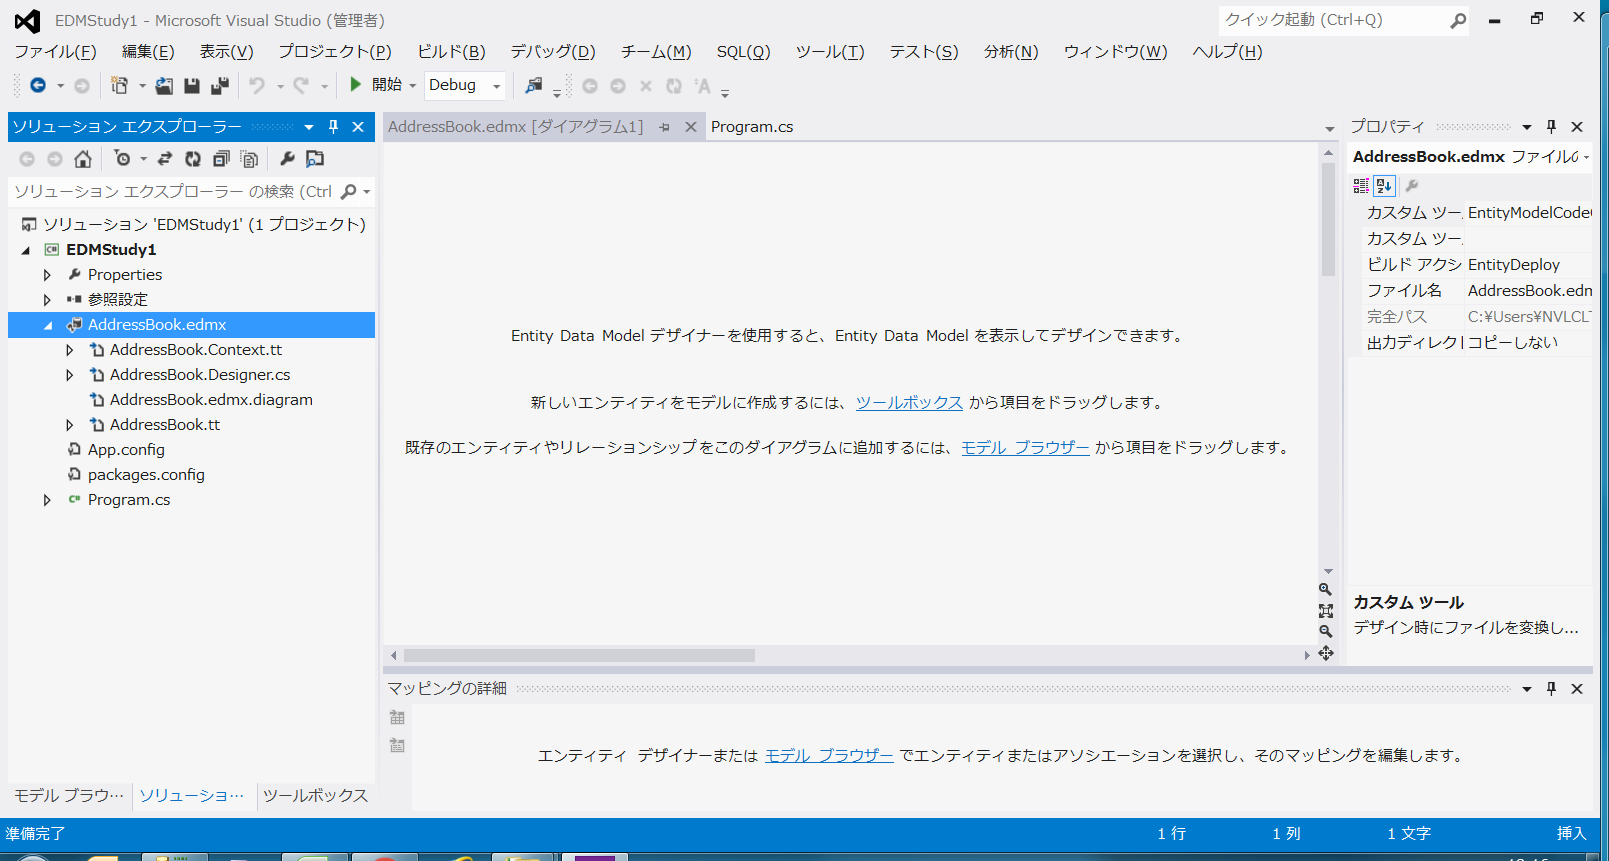 EDMStudy1 - Microsoft Visual Studio (管理者)
クイック起動 (Ctrl+Q)
ファイル(F) 編集(E) 表示(V) プロジェクト(P) ビルド(B) デバッグ(D) チーム(M) SQL(Q) ツール(T) テスト(S) 分析(N) ウィンドウ(W) ヘルプ(H)
開始 Debug
ソリューション エクスプローラー
ソリューション エクスプローラー の検索 (Ctrl
ソリューション 'EDMStudy1' (1 プロジェクト)
EDMStudy1
Properties
参照設定
AddressBook.edmx
AddressBook.Context.tt
AddressBook.Designer.cs
AddressBook.edmx.diagram
AddressBook.tt
App.config
packages.config
Program.cs
モデル ブラウ… ソリューショ… ツールボックス
AddressBook.edmx [ダイアグラム1] Program.cs
Entity Data Model デザイナーを使用すると、Entity Data Model を表示してデザインできます。
新しいエンティティをモデルに作成するには、ツールボックス から項目をドラッグします。
既存のエンティティやリレーションシップをこのダイアグラムに追加するには、モデル ブラウザー から項目をドラッグします。
マッピングの詳細
エンティティ デザイナーまたは モデル ブラウザー でエンティティまたはアソシエーションを選択し、そのマッピングを編集します。
プロパティ
AddressBook.edmx ファイルの
カスタム ツー EntityModelCode
カスタム ツー
ビルド アクシ EntityDeploy
ファイル名 AddressBook.edm
完全パス C:¥Users¥NVLCLT
出力ディレクト コピーしない
カスタム ツール
デザイン時にファイルを変換し...
準備完了 1 行 1 列 1 文字 挿入